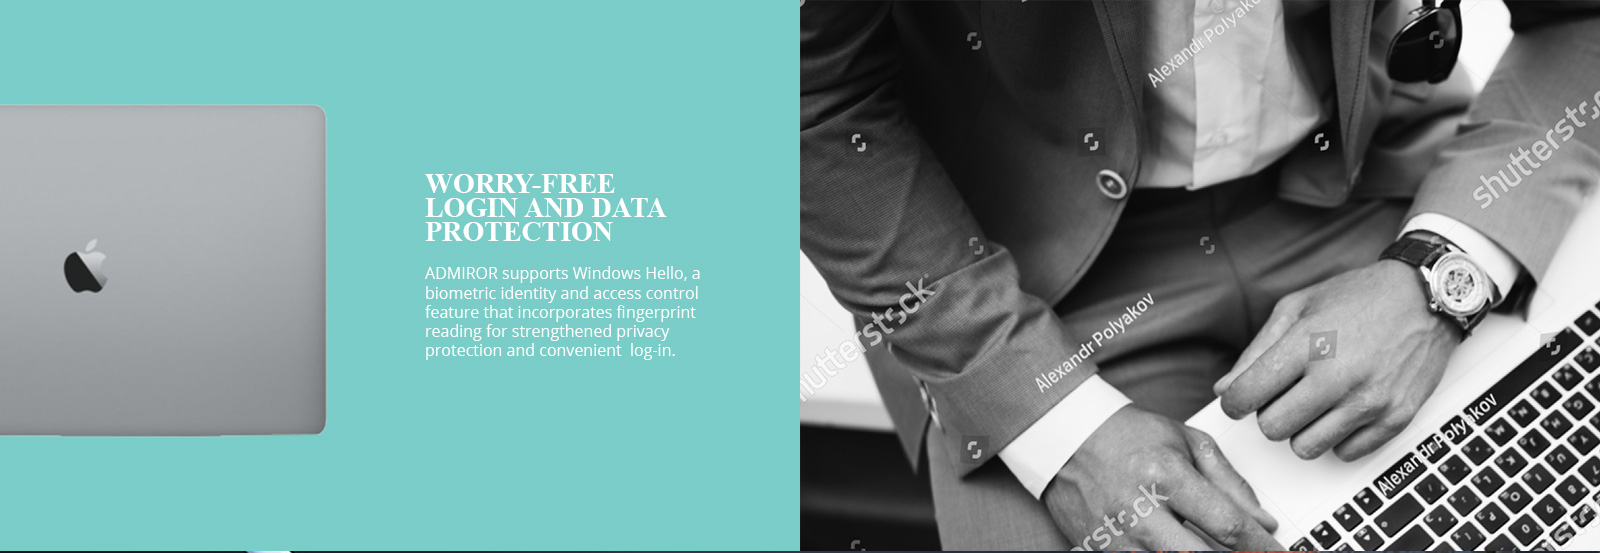 WORRY-FREE
LOGIN AND DATA
PROTECTION
ADMIROR supports Windows Hello, a
biometric identity and access control
feature that incorporates fingerprint
reading for strengthened privacy
protection and convenient  log-in.
Alexandr Polyakov
shutterstock
shutterstock
Alexandr Polyakov
Alexandr Polyakov
shutterstock